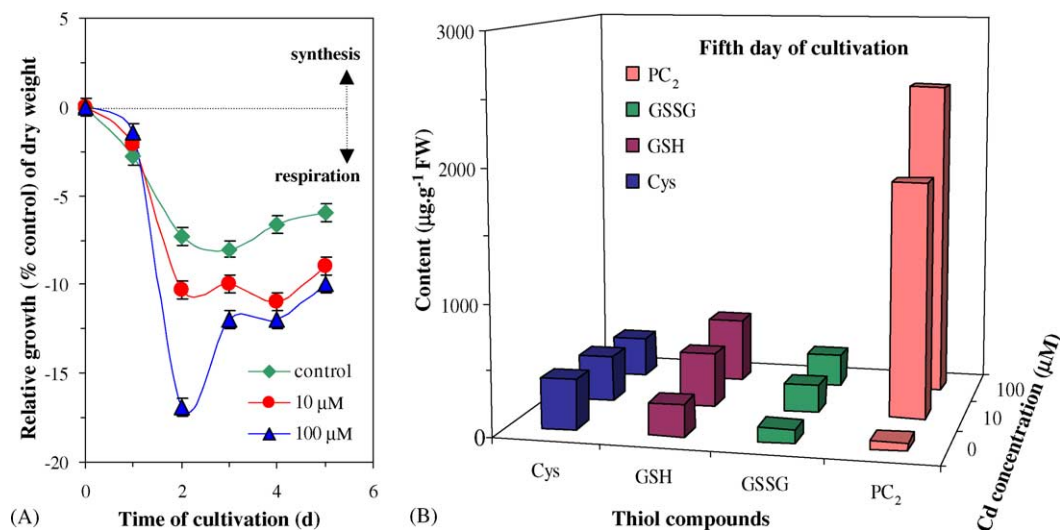 5
0
-5
-10
-15
-20
0
2
4
6
Relative growth (% control) of dry weight
synthesis
respiration
control
10 µM
100 µM
(A)
Time of cultivation (d)
3000
2000
1000
0
Content (µg.g⁻¹ FW)
Fifth day of cultivation
PC₂
GSSG
GSH
Cys
Cys
GSH
GSSG
PC₂
0
10
100
Cd concentration (µM)
(B)
Thiol compounds